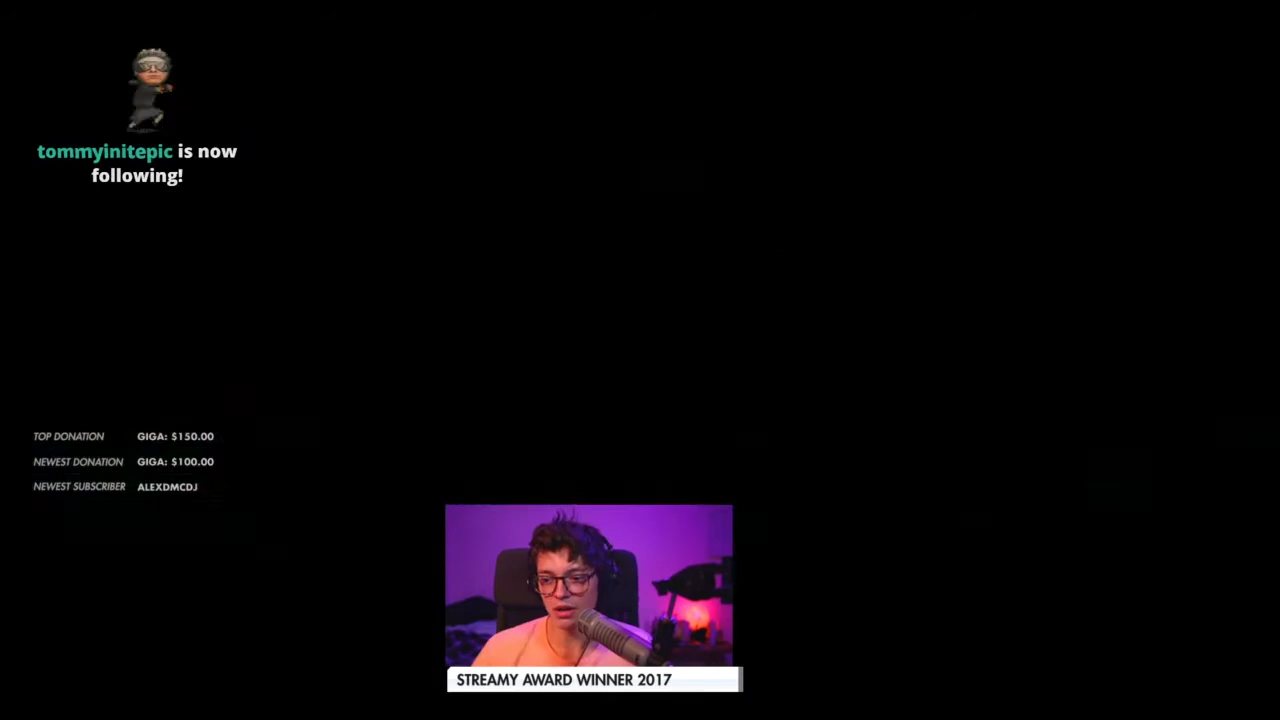 tommyinitepic is now
following!
TOP DONATION GIGA: $150.00
NEWEST DONATION GIGA: $100.00
NEWEST SUBSCRIBER ALEXDMCDJ
STREAMY AWARD WINNER 2017